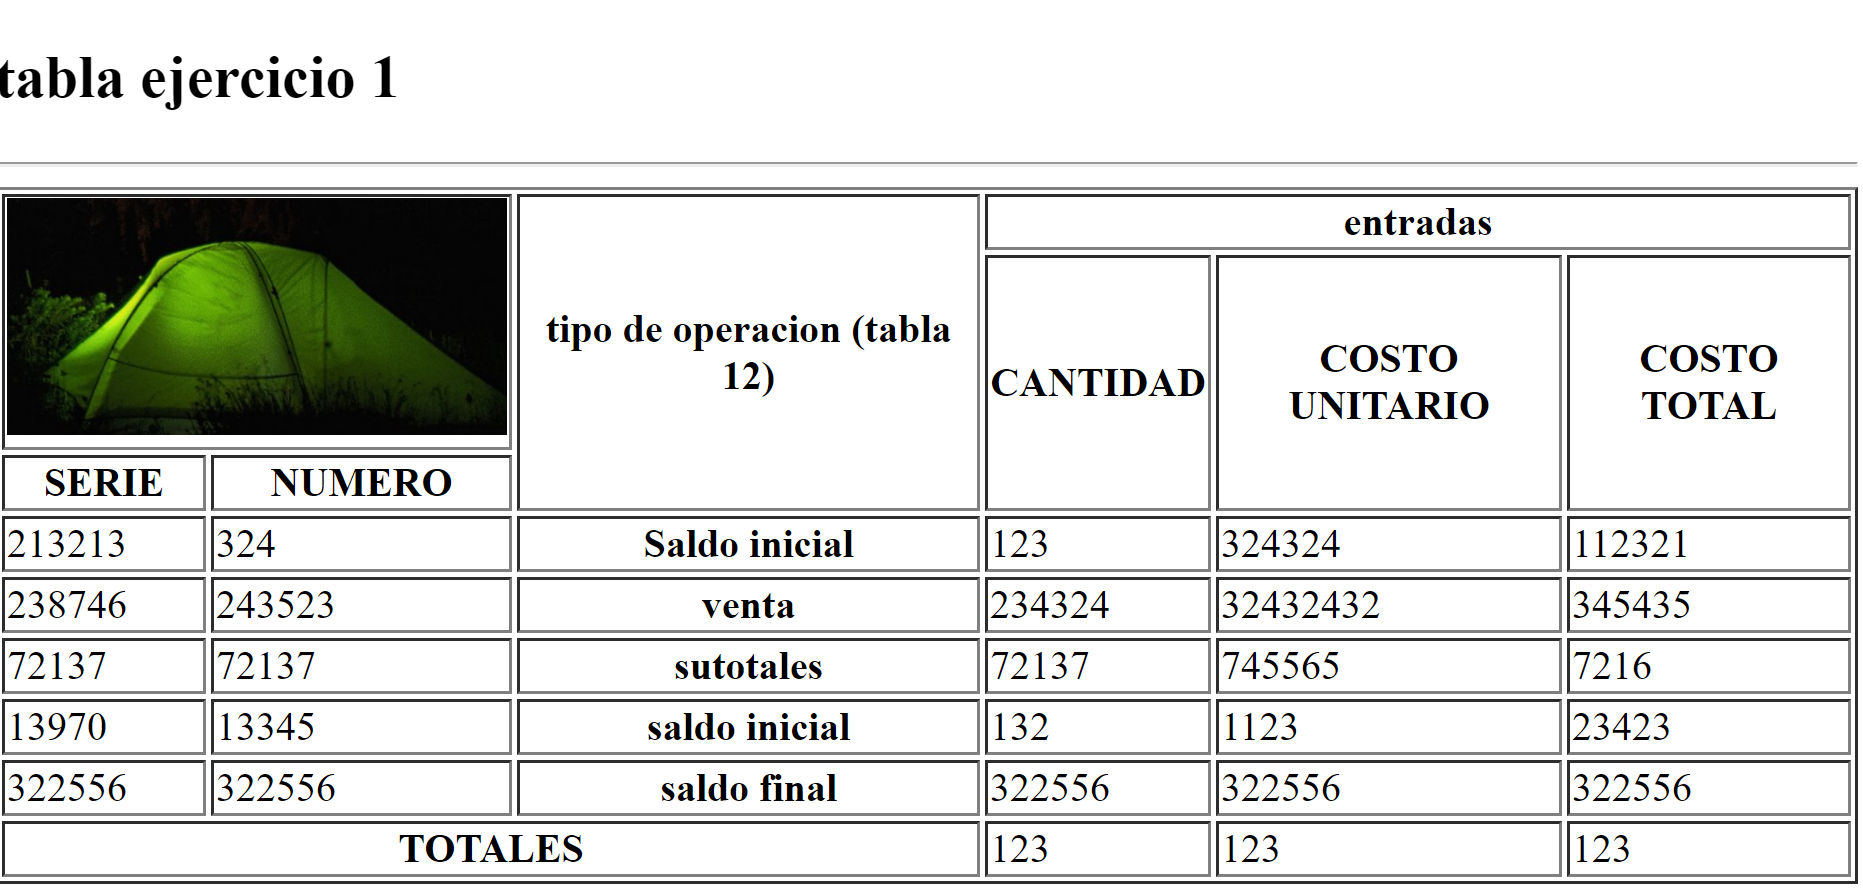 tabla ejercicio 1
entradas
tipo de operacion (tabla
12)
CANTIDAD
COSTO
UNITARIO
COSTO
TOTAL
SERIE NUMERO
213213 324 Saldo inicial 123 324324 112321
238746 243523 venta 234324 32432432 345435
72137 72137 sutotales 72137 745565 7216
13970 13345 saldo inicial 132 1123 23423
322556 322556 saldo final 322556 322556 322556
TOTALES 123 123 123